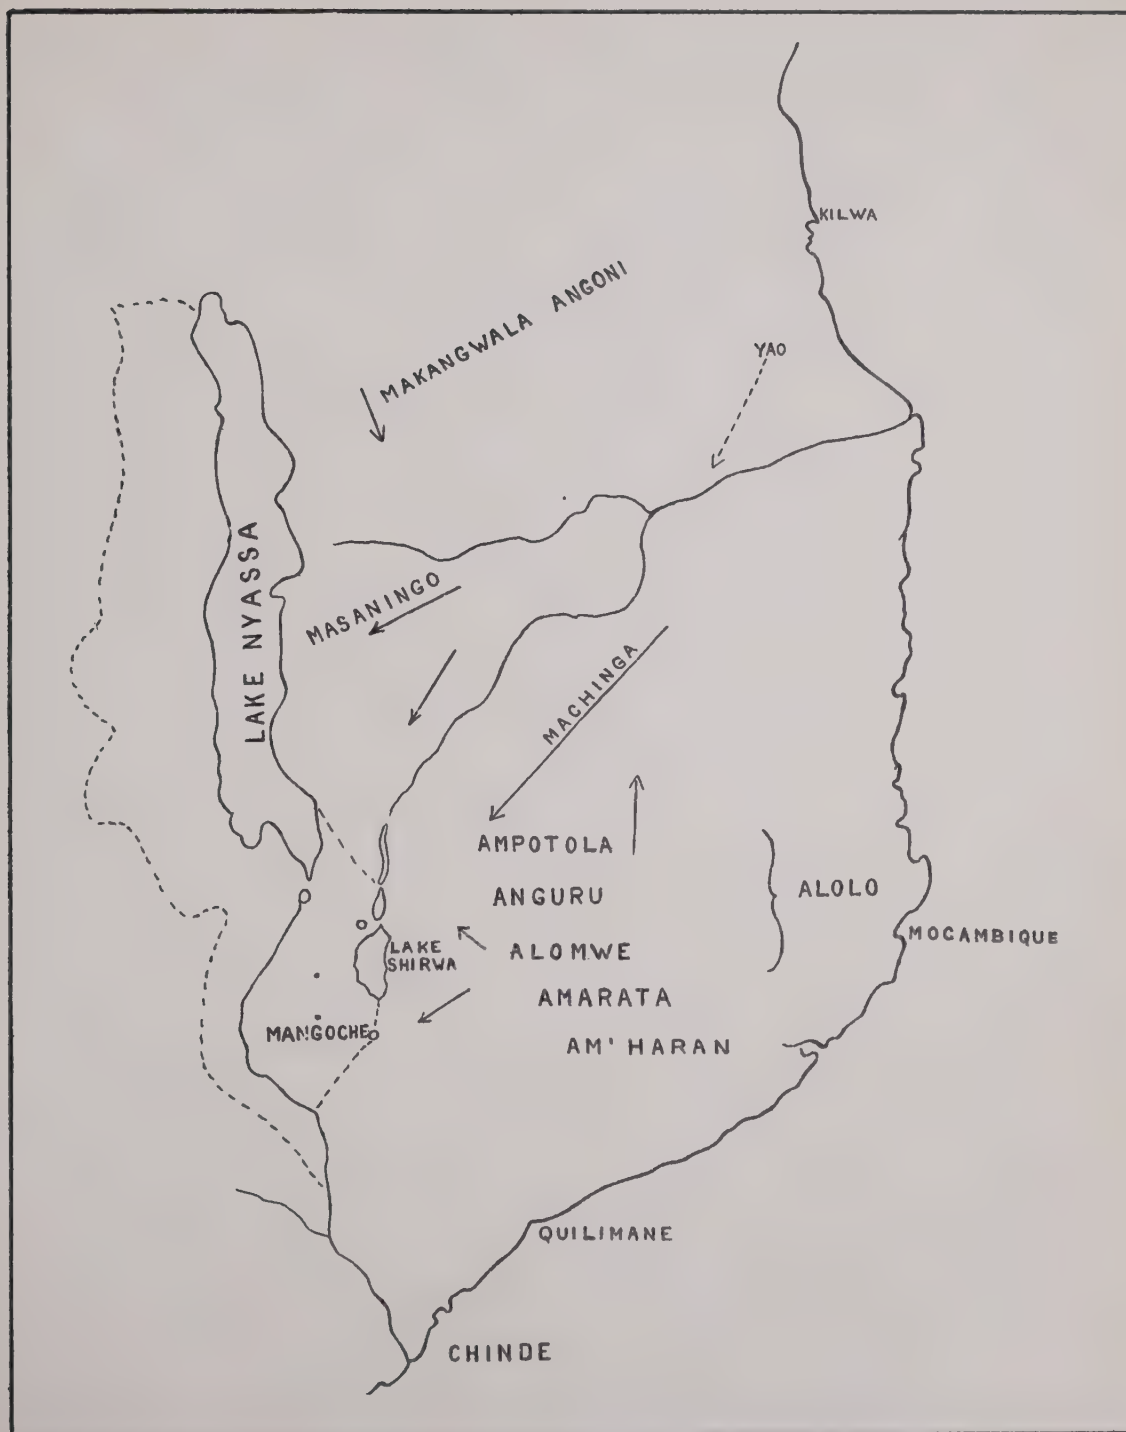 KILWA
MAKANGWALA ANGONI
YAO
LAKE NYASSA
MASANINGO
MACHINGA
AMPOTOLA
ANGURU
ALOLO
MOCAMBIQUE
LAKE
SHIRWA
ALOMWE
AMARATA
MANGOCHE
AM' HARAN
QUILIMANE
CHINDE